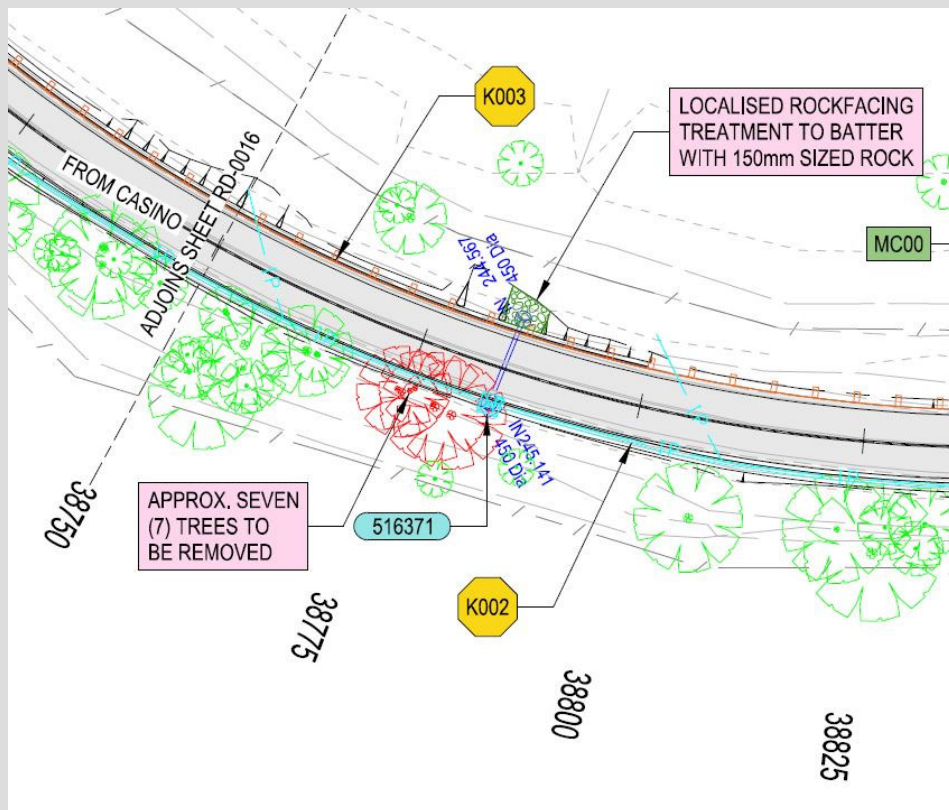 K003
LOCALISED ROCKFACING
TREATMENT TO BATTER
WITH 150mm SIZED ROCK
ADJOINS SHEET RD-0016
FROM CASINO
MC00
IN 244.567
450 Dia
IN245.141
450 Dia
APPROX. SEVEN
(7) TREES TO
BE REMOVED
516371
K002
38750
38775
38800
38825